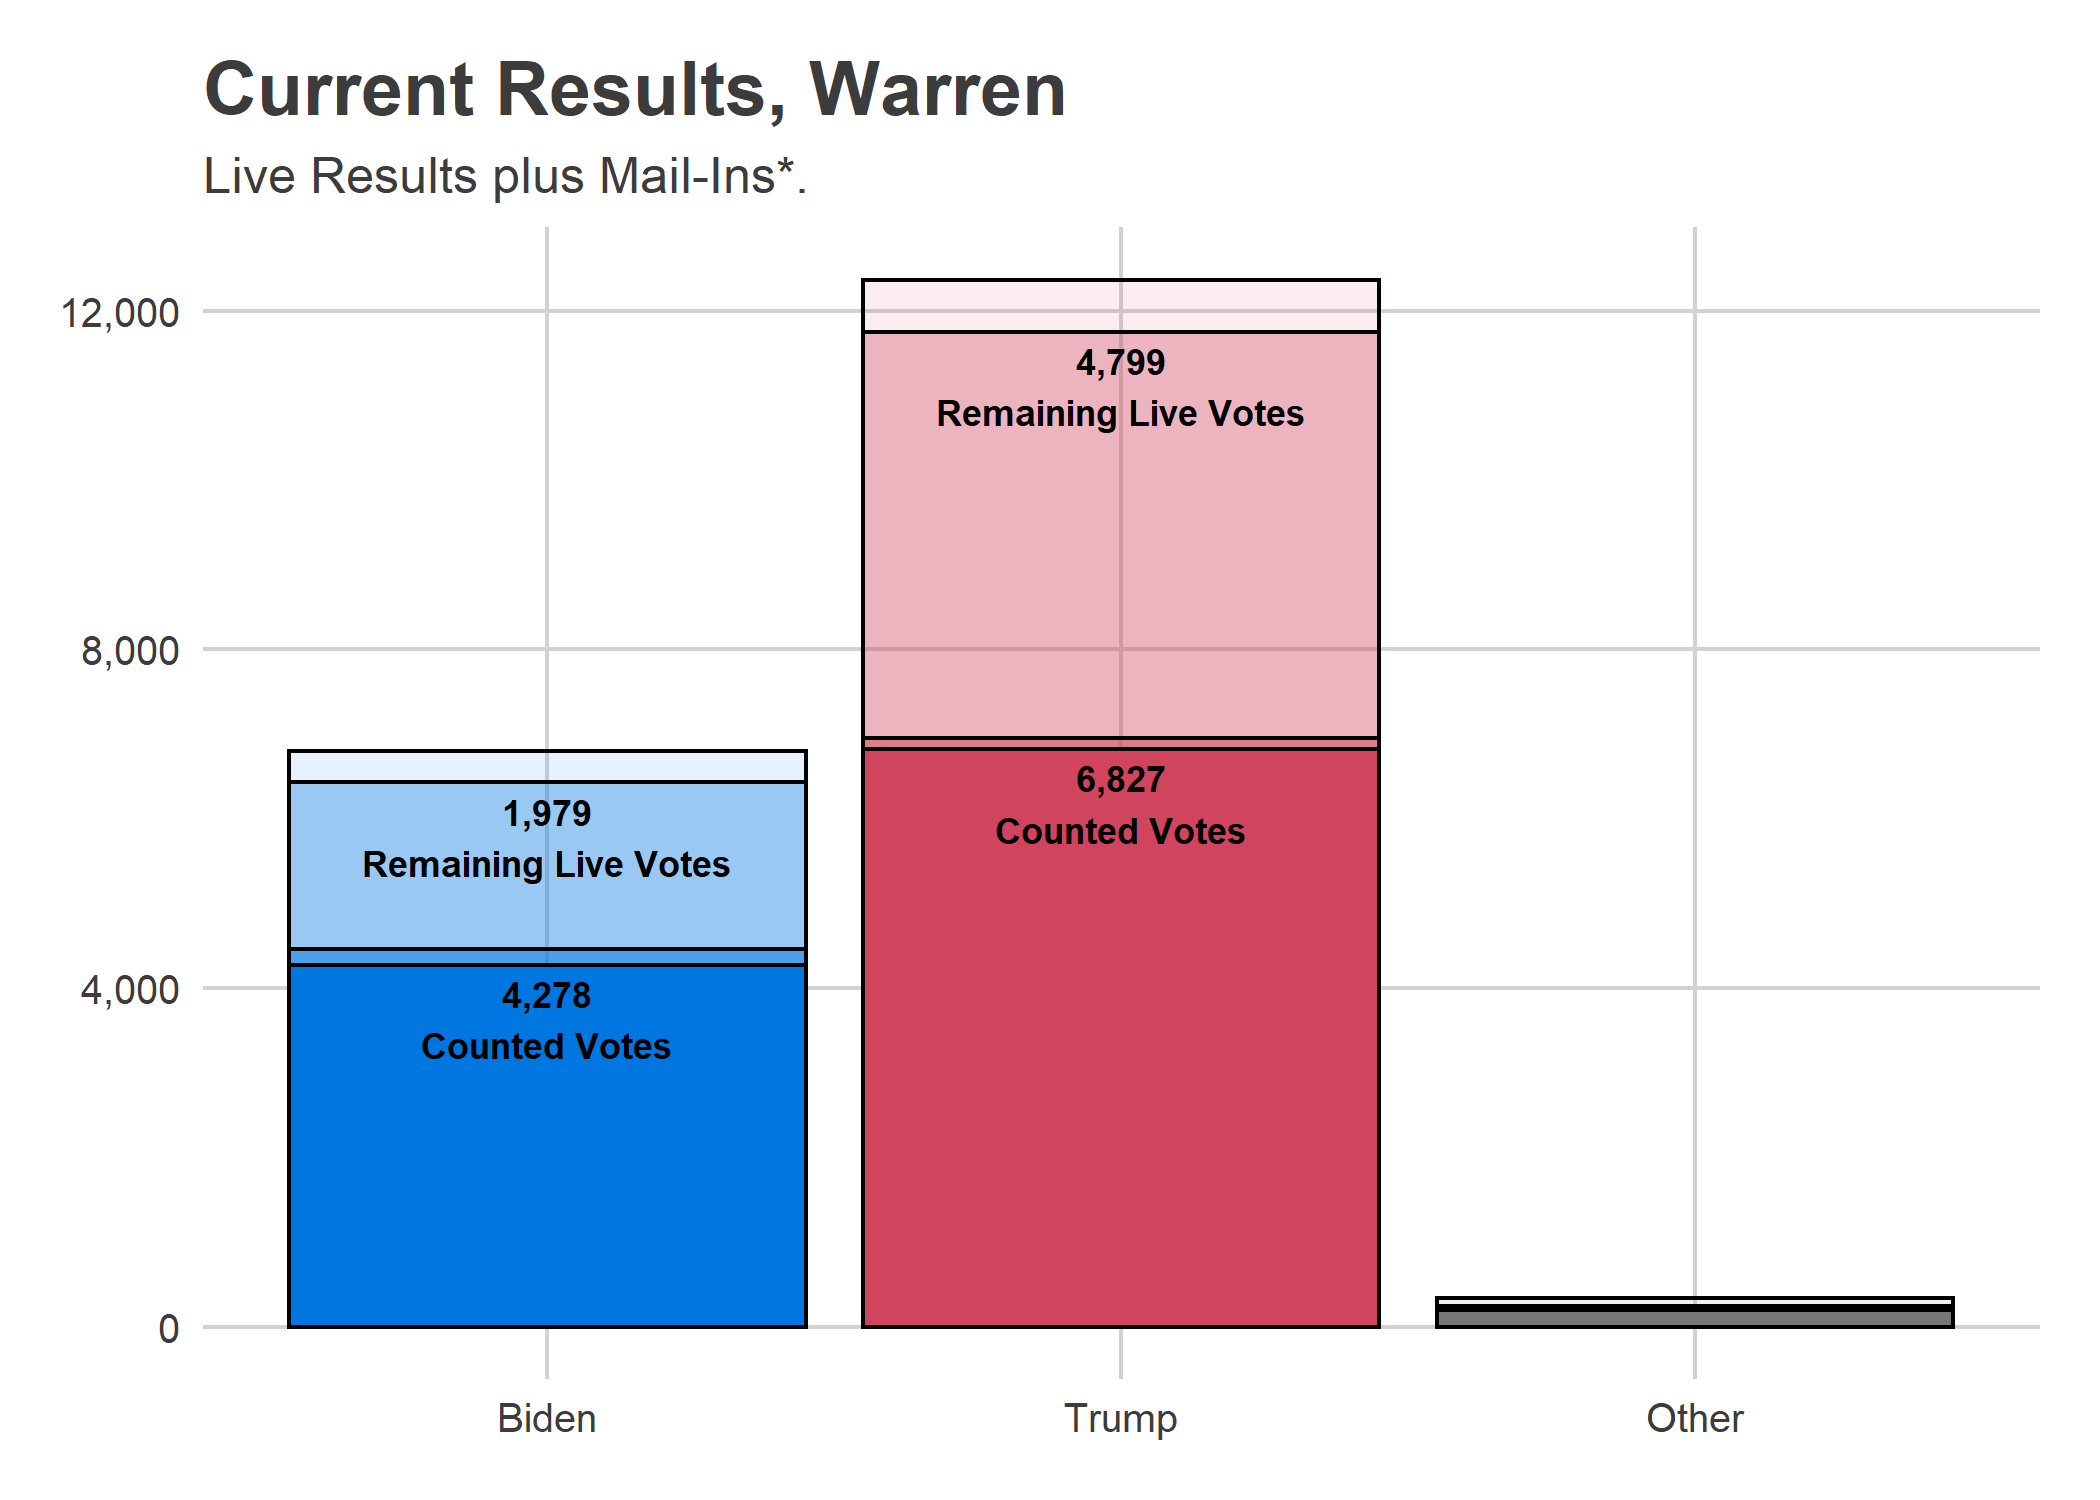 Current Results, Warren
Live Results plus Mail-Ins*.
12,000
8,000
4,000
0
4,799
Remaining Live Votes
6,827
Counted Votes
1,979
Remaining Live Votes
4,278
Counted Votes
Biden
Trump
Other